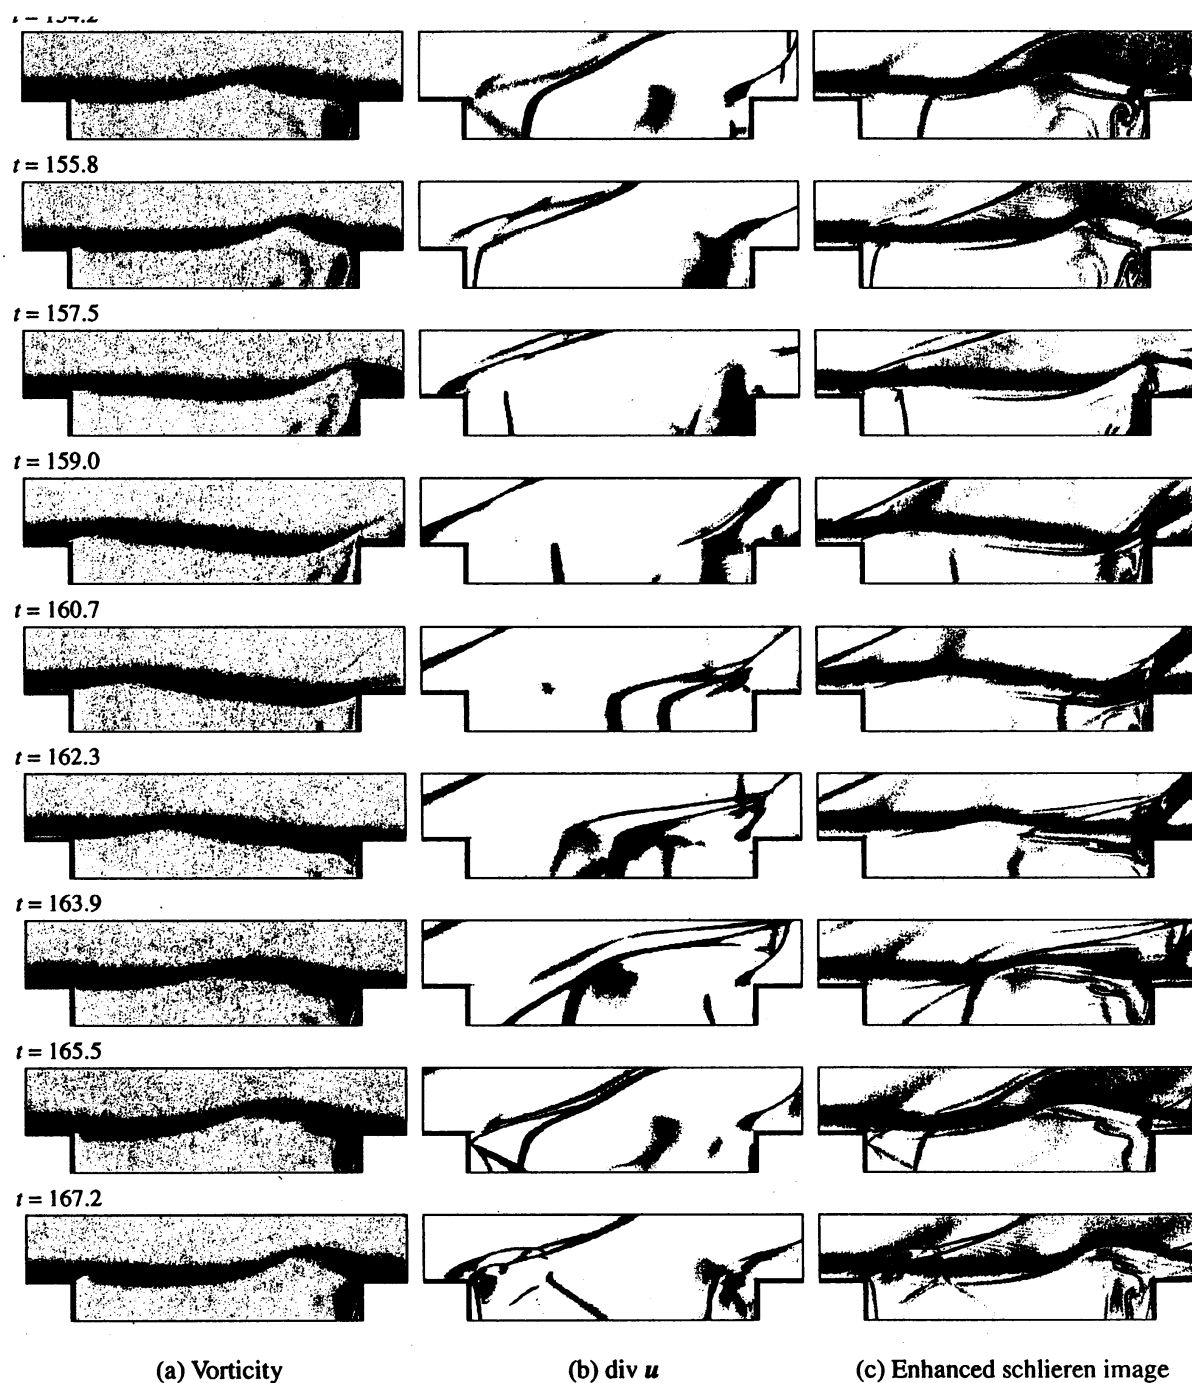 t = 155.8
t = 157.5
t = 159.0
t = 160.7
t = 162.3
t = 163.9
t = 165.5
t = 167.2
(a) Vorticity
(b) div u
(c) Enhanced schlieren image